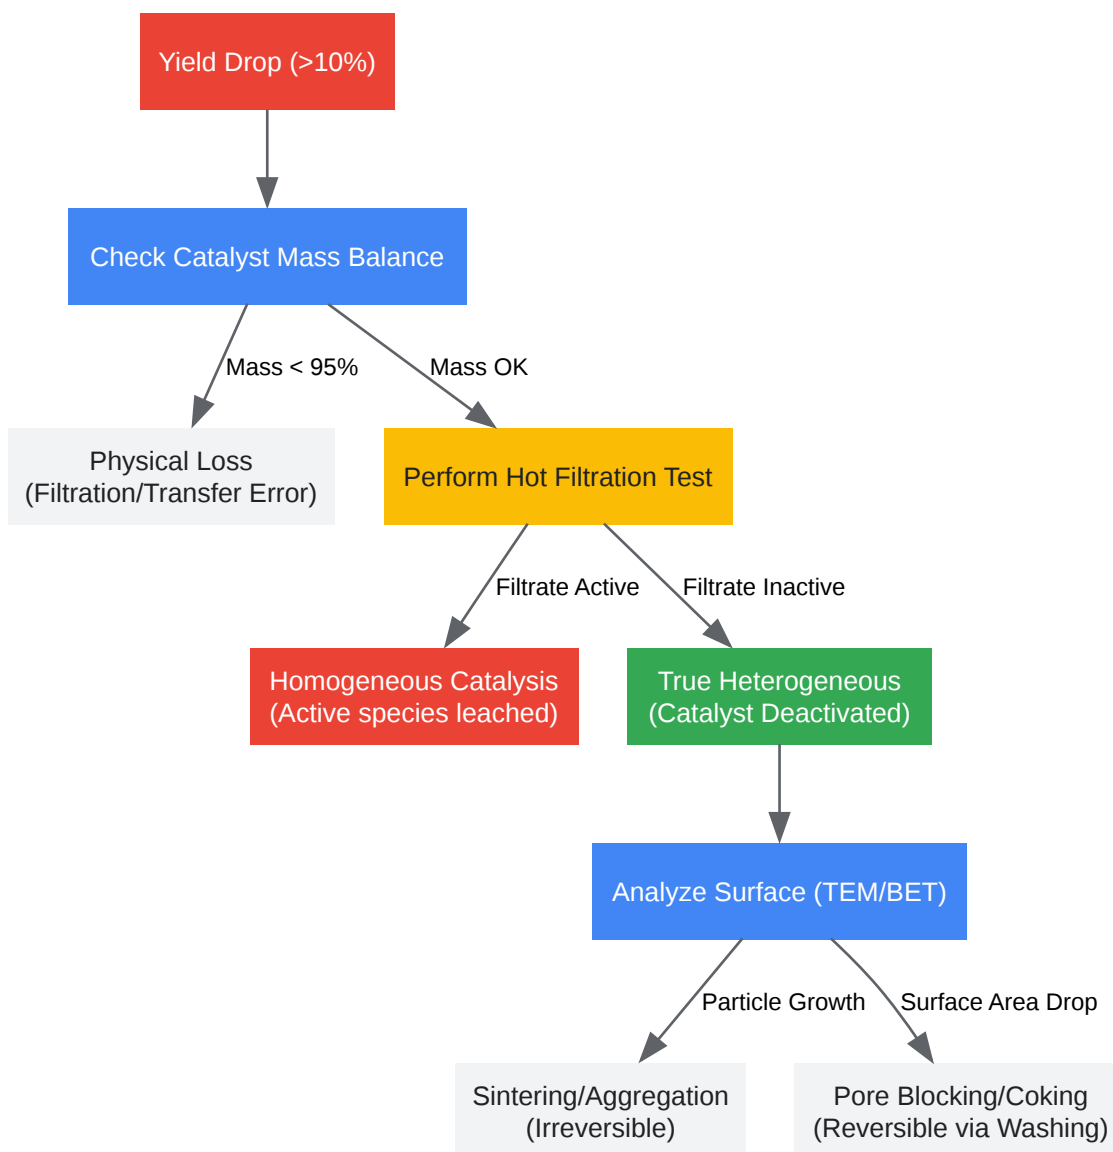 Yield Drop (>10%)
Check Catalyst Mass Balance
Mass < 95%
Mass OK
Physical Loss
(Filtration/Transfer Error)
Perform Hot Filtration Test
Filtrate Active
Filtrate Inactive
Homogeneous Catalysis
(Active species leached)
True Heterogeneous
(Catalyst Deactivated)
Analyze Surface (TEM/BET)
Particle Growth
Surface Area Drop
Sintering/Aggregation
(Irreversible)
Pore Blocking/Coking
(Reversible via Washing)